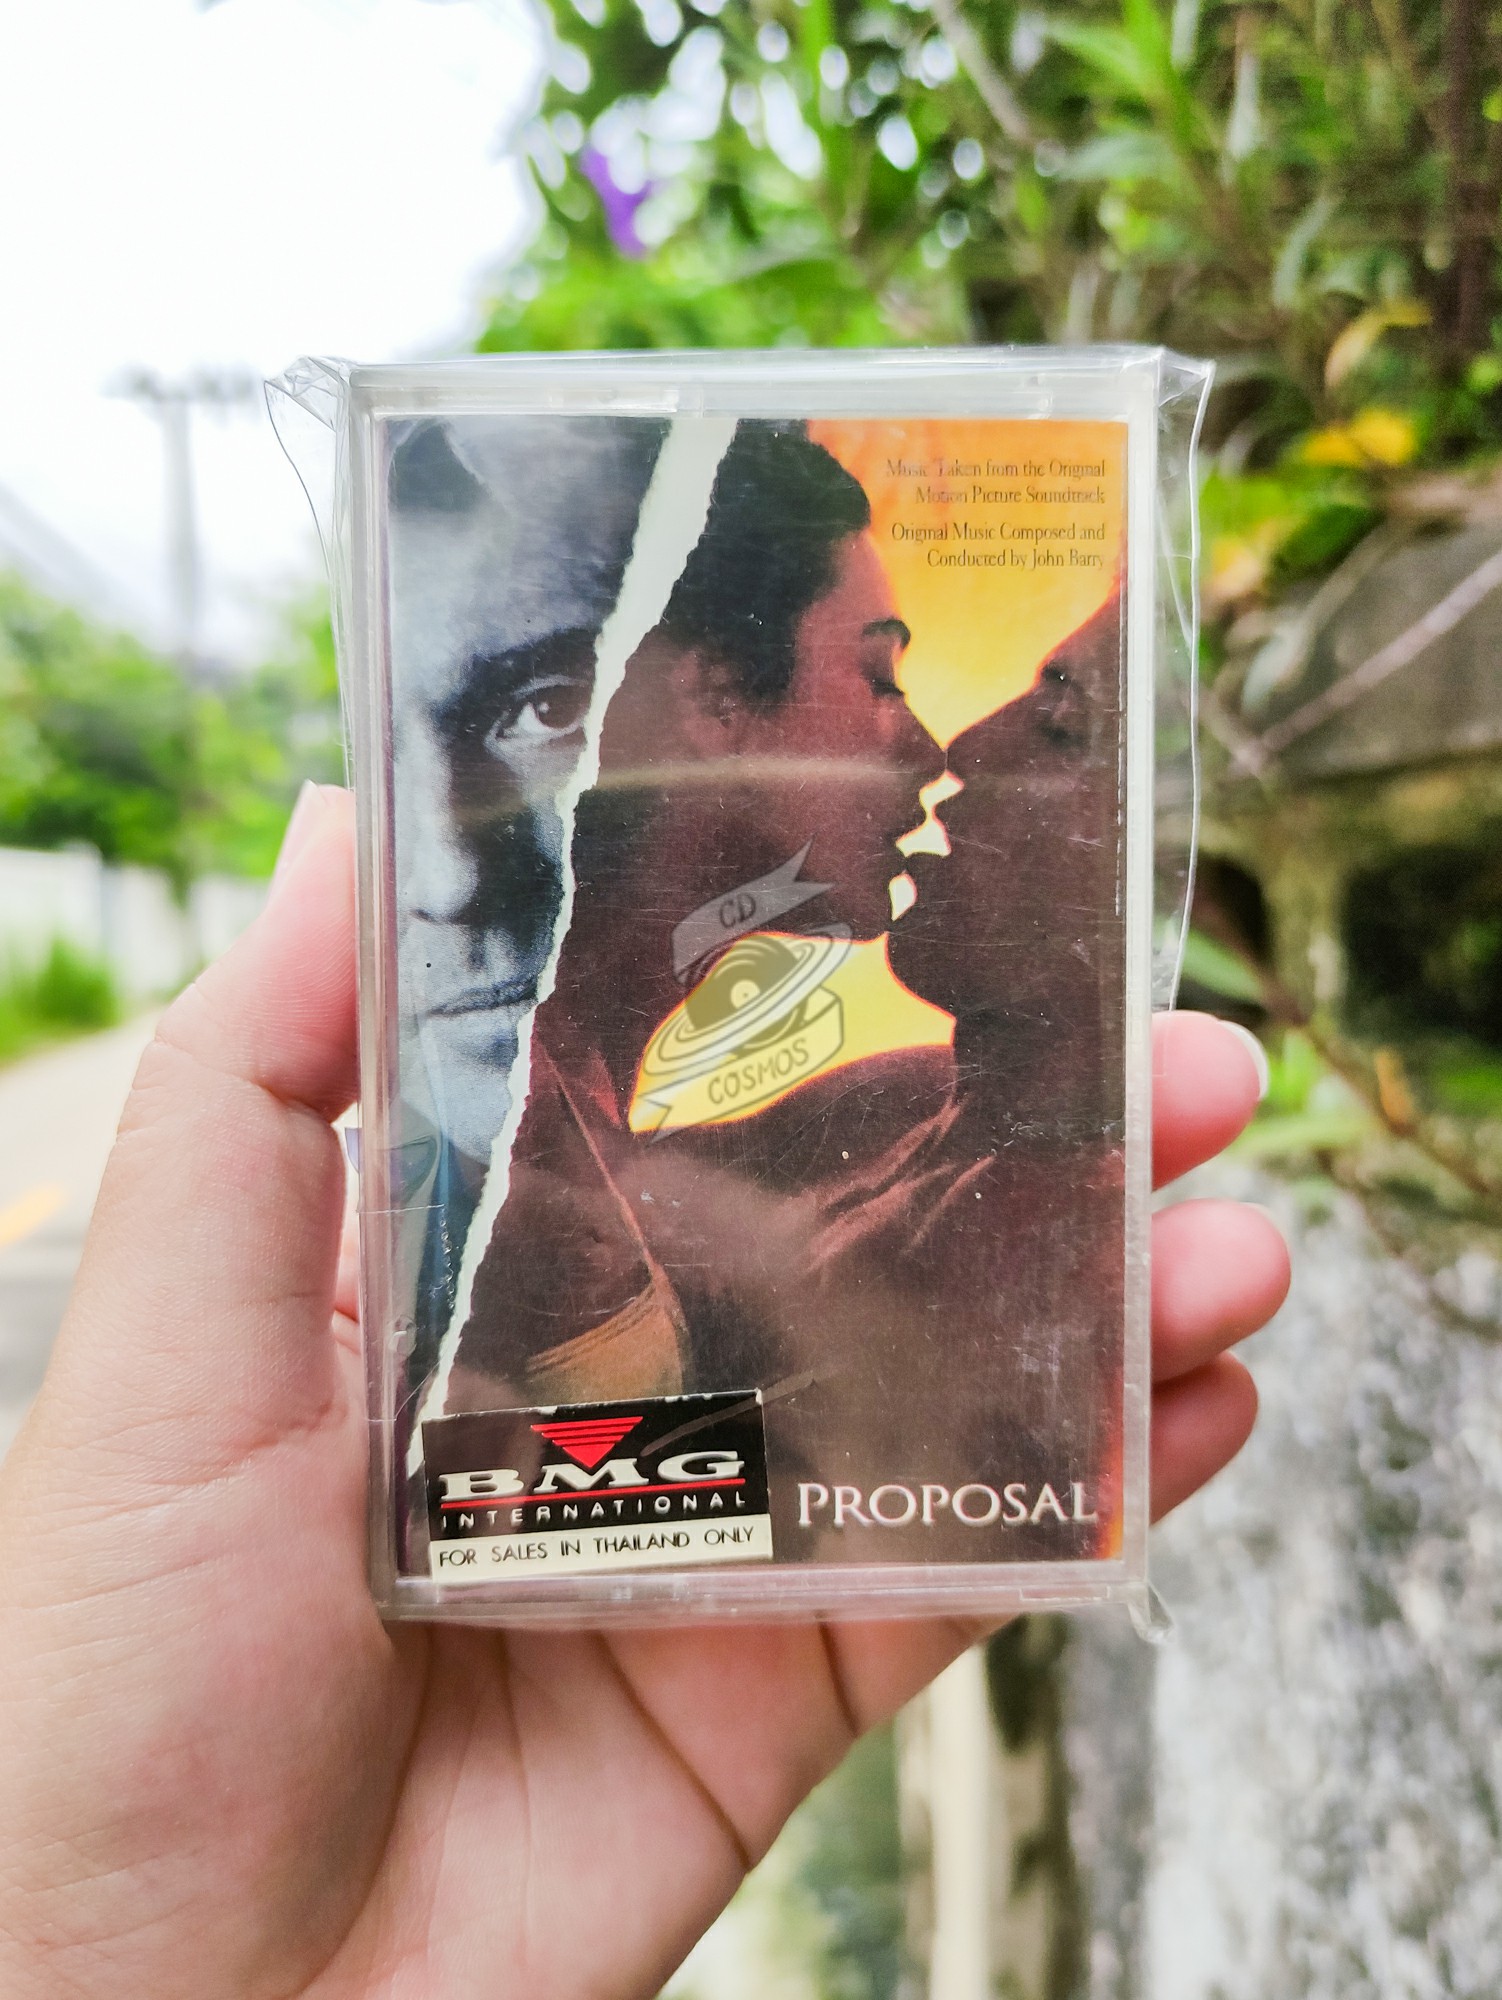 Music Taken from the Original
Motion Picture Soundtrack
Original Music Composed and
Conducted by John Barry
CD
COSMOS
BMG
INTERNATIONAL
FOR SALES IN THAILAND ONLY
PROPOSAL